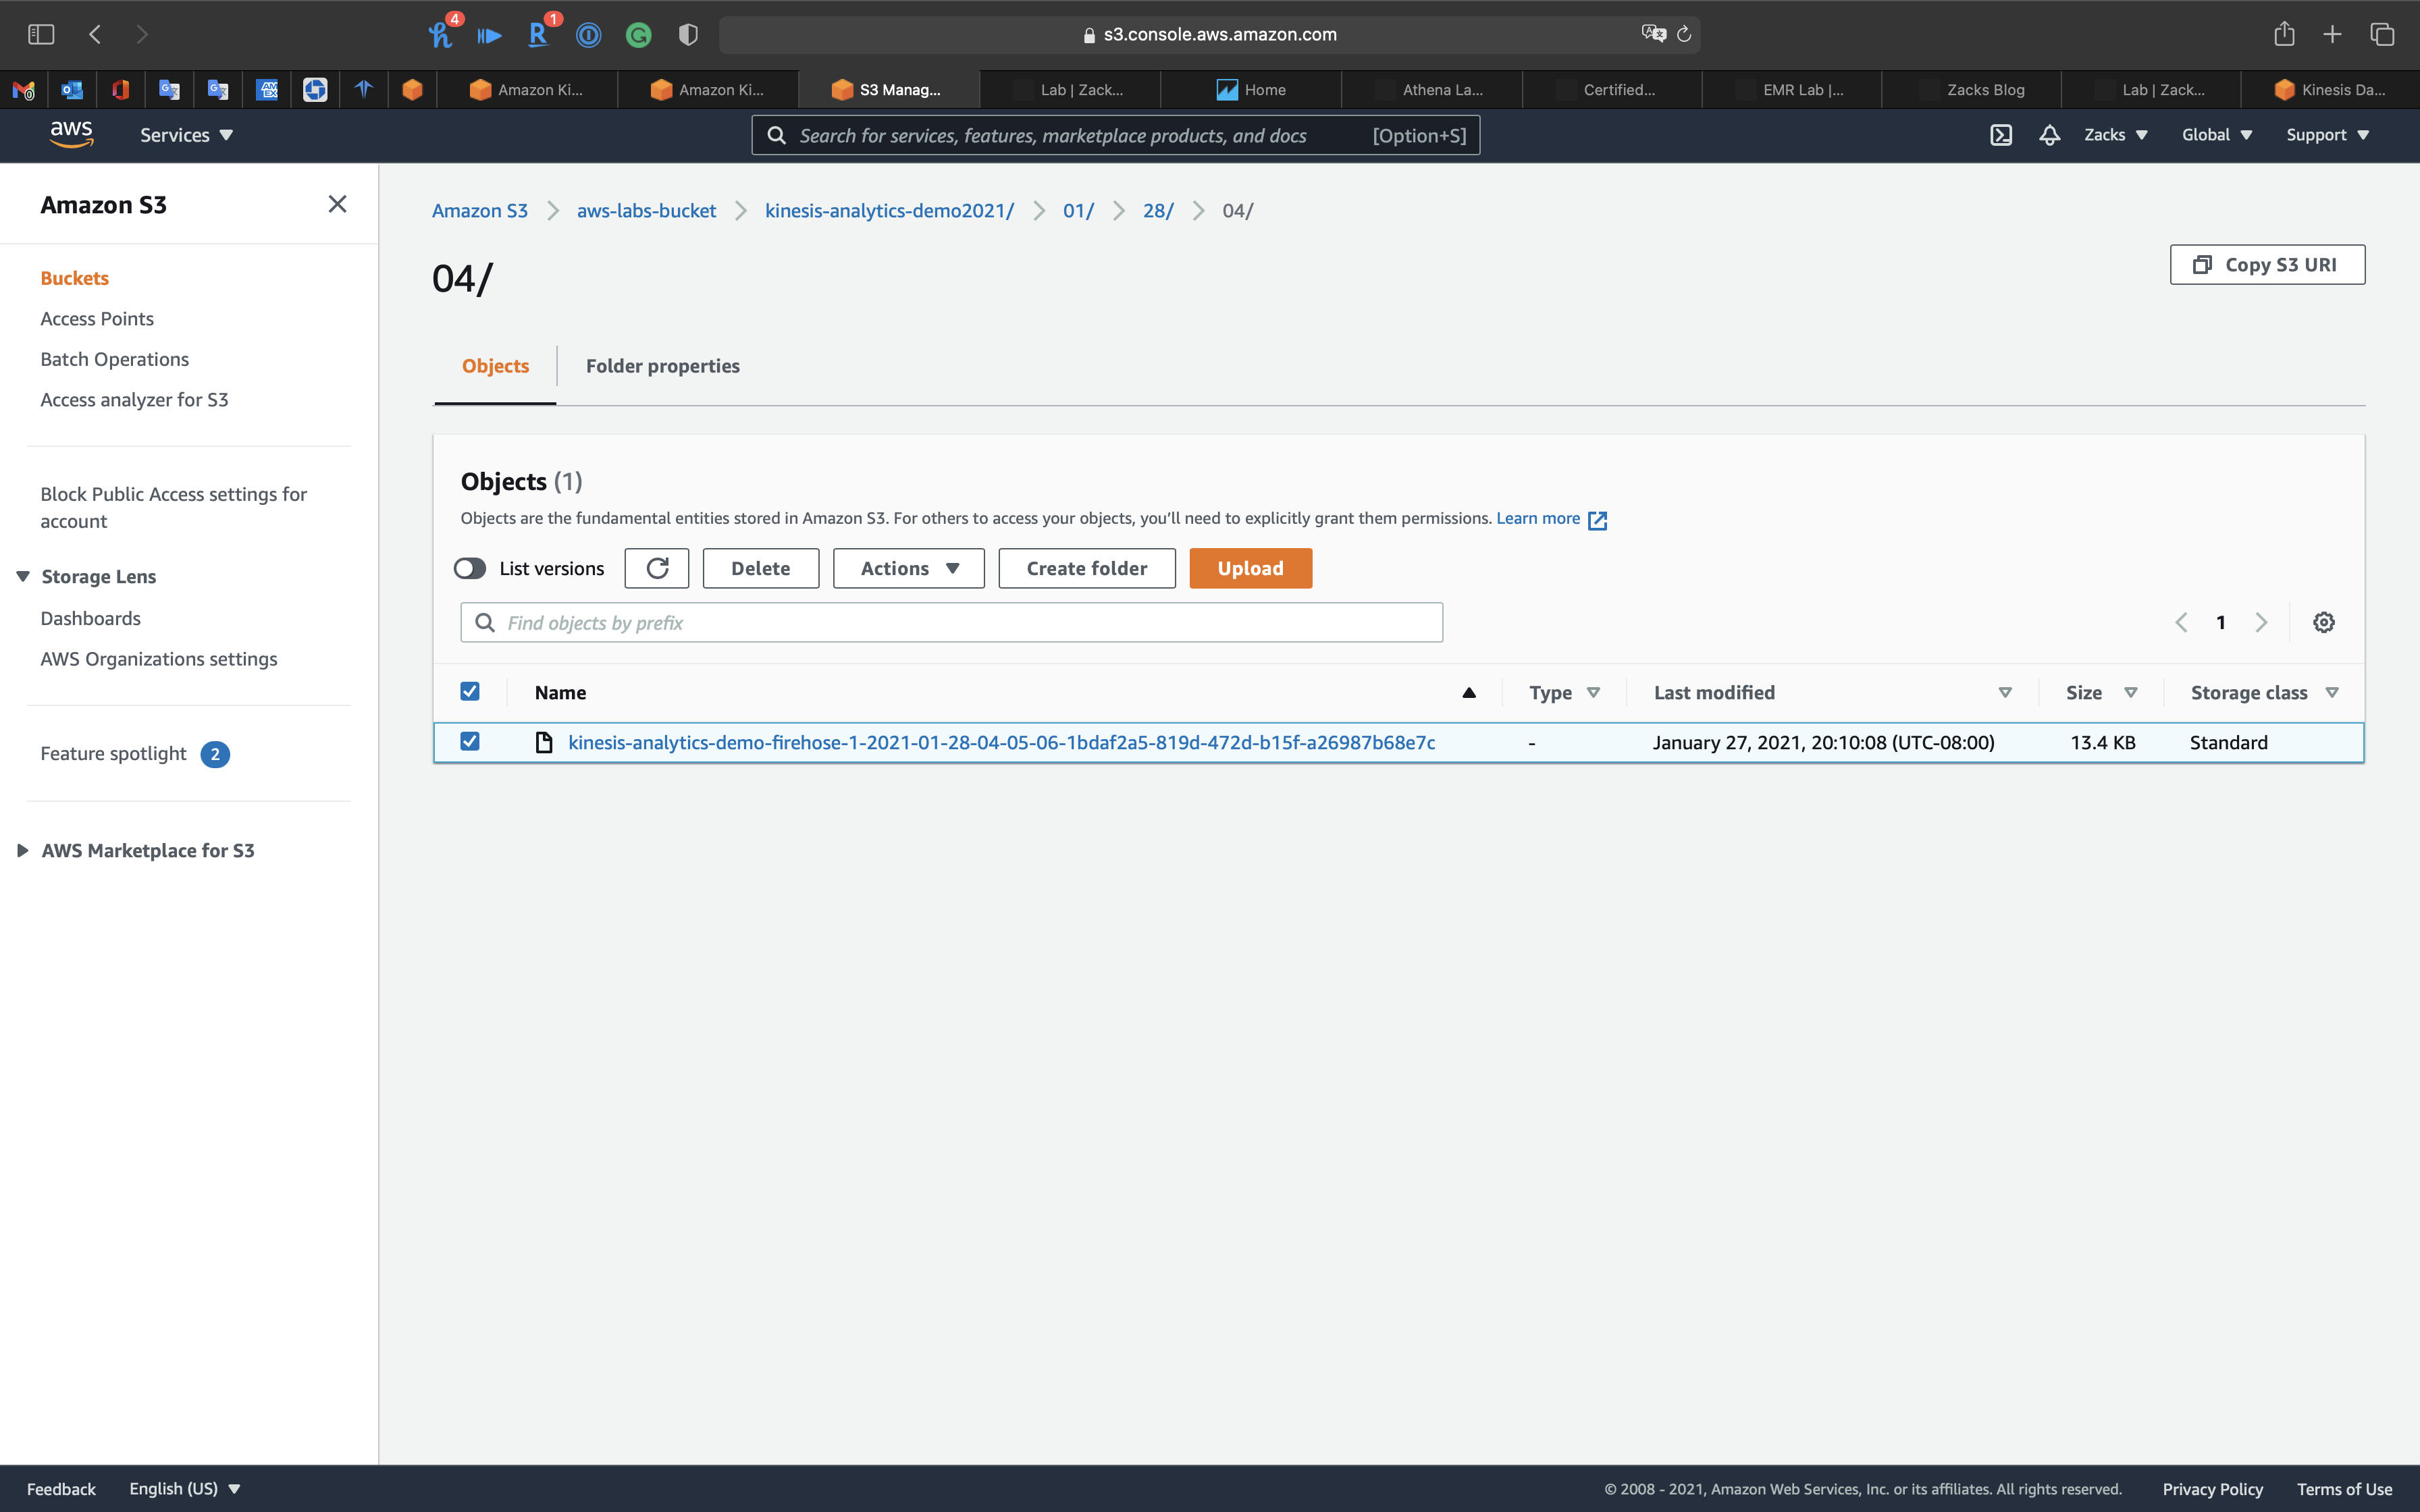 4
1
s3.console.aws.amazon.com
Amazon Ki...
Amazon Ki...
S3 Manag...
Lab | Zack...
Home
Athena La...
Certified...
EMR Lab |...
Zacks Blog
Lab | Zack...
Kinesis Da...
aws
Services
Search for services, features, marketplace products, and docs
[Option+S]
Zacks
Global
Support
Amazon S3
Buckets
Access Points
Batch Operations
Access analyzer for S3
Block Public Access settings for
account
Storage Lens
Dashboards
AWS Organizations settings
Feature spotlight 2
AWS Marketplace for S3
Amazon S3
aws-labs-bucket
kinesis-analytics-demo2021/
01/
28/
04/
04/
Copy S3 URI
Objects
Folder properties
Objects (1)
Objects are the fundamental entities stored in Amazon S3. For others to access your objects, you’ll need to explicitly grant them permissions. Learn more
List versions
Delete
Actions
Create folder
Upload
Find objects by prefix
1
Name
Type
Last modified
Size
Storage class
kinesis-analytics-demo-firehose-1-2021-01-28-04-05-06-1bdaf2a5-819d-472d-b15f-a26987b68e7c
-
January 27, 2021, 20:10:08 (UTC-08:00)
13.4 KB
Standard
Feedback
English (US)
© 2008 - 2021, Amazon Web Services, Inc. or its affiliates. All rights reserved.
Privacy Policy
Terms of Use